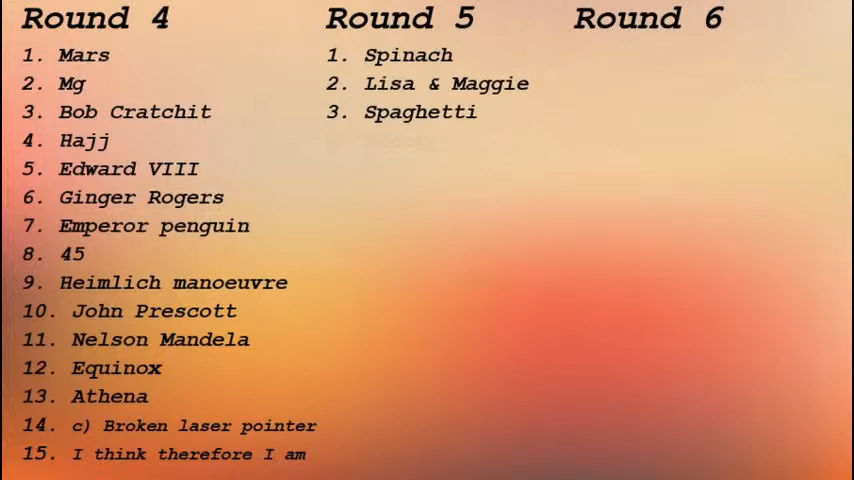 Round 4
1. Mars
2. Mg
3. Bob Cratchit
4. Hajj
5. Edward VIII
6. Ginger Rogers
7. Emperor penguin
8. 45
9. Heimlich manoeuvre
10. John Prescott
11. Nelson Mandela
12. Equinox
13. Athena
14. c) Broken laser pointer
15. I think therefore I am
Round 5
1. Spinach
2. Lisa & Maggie
3. Spaghetti
Round 6